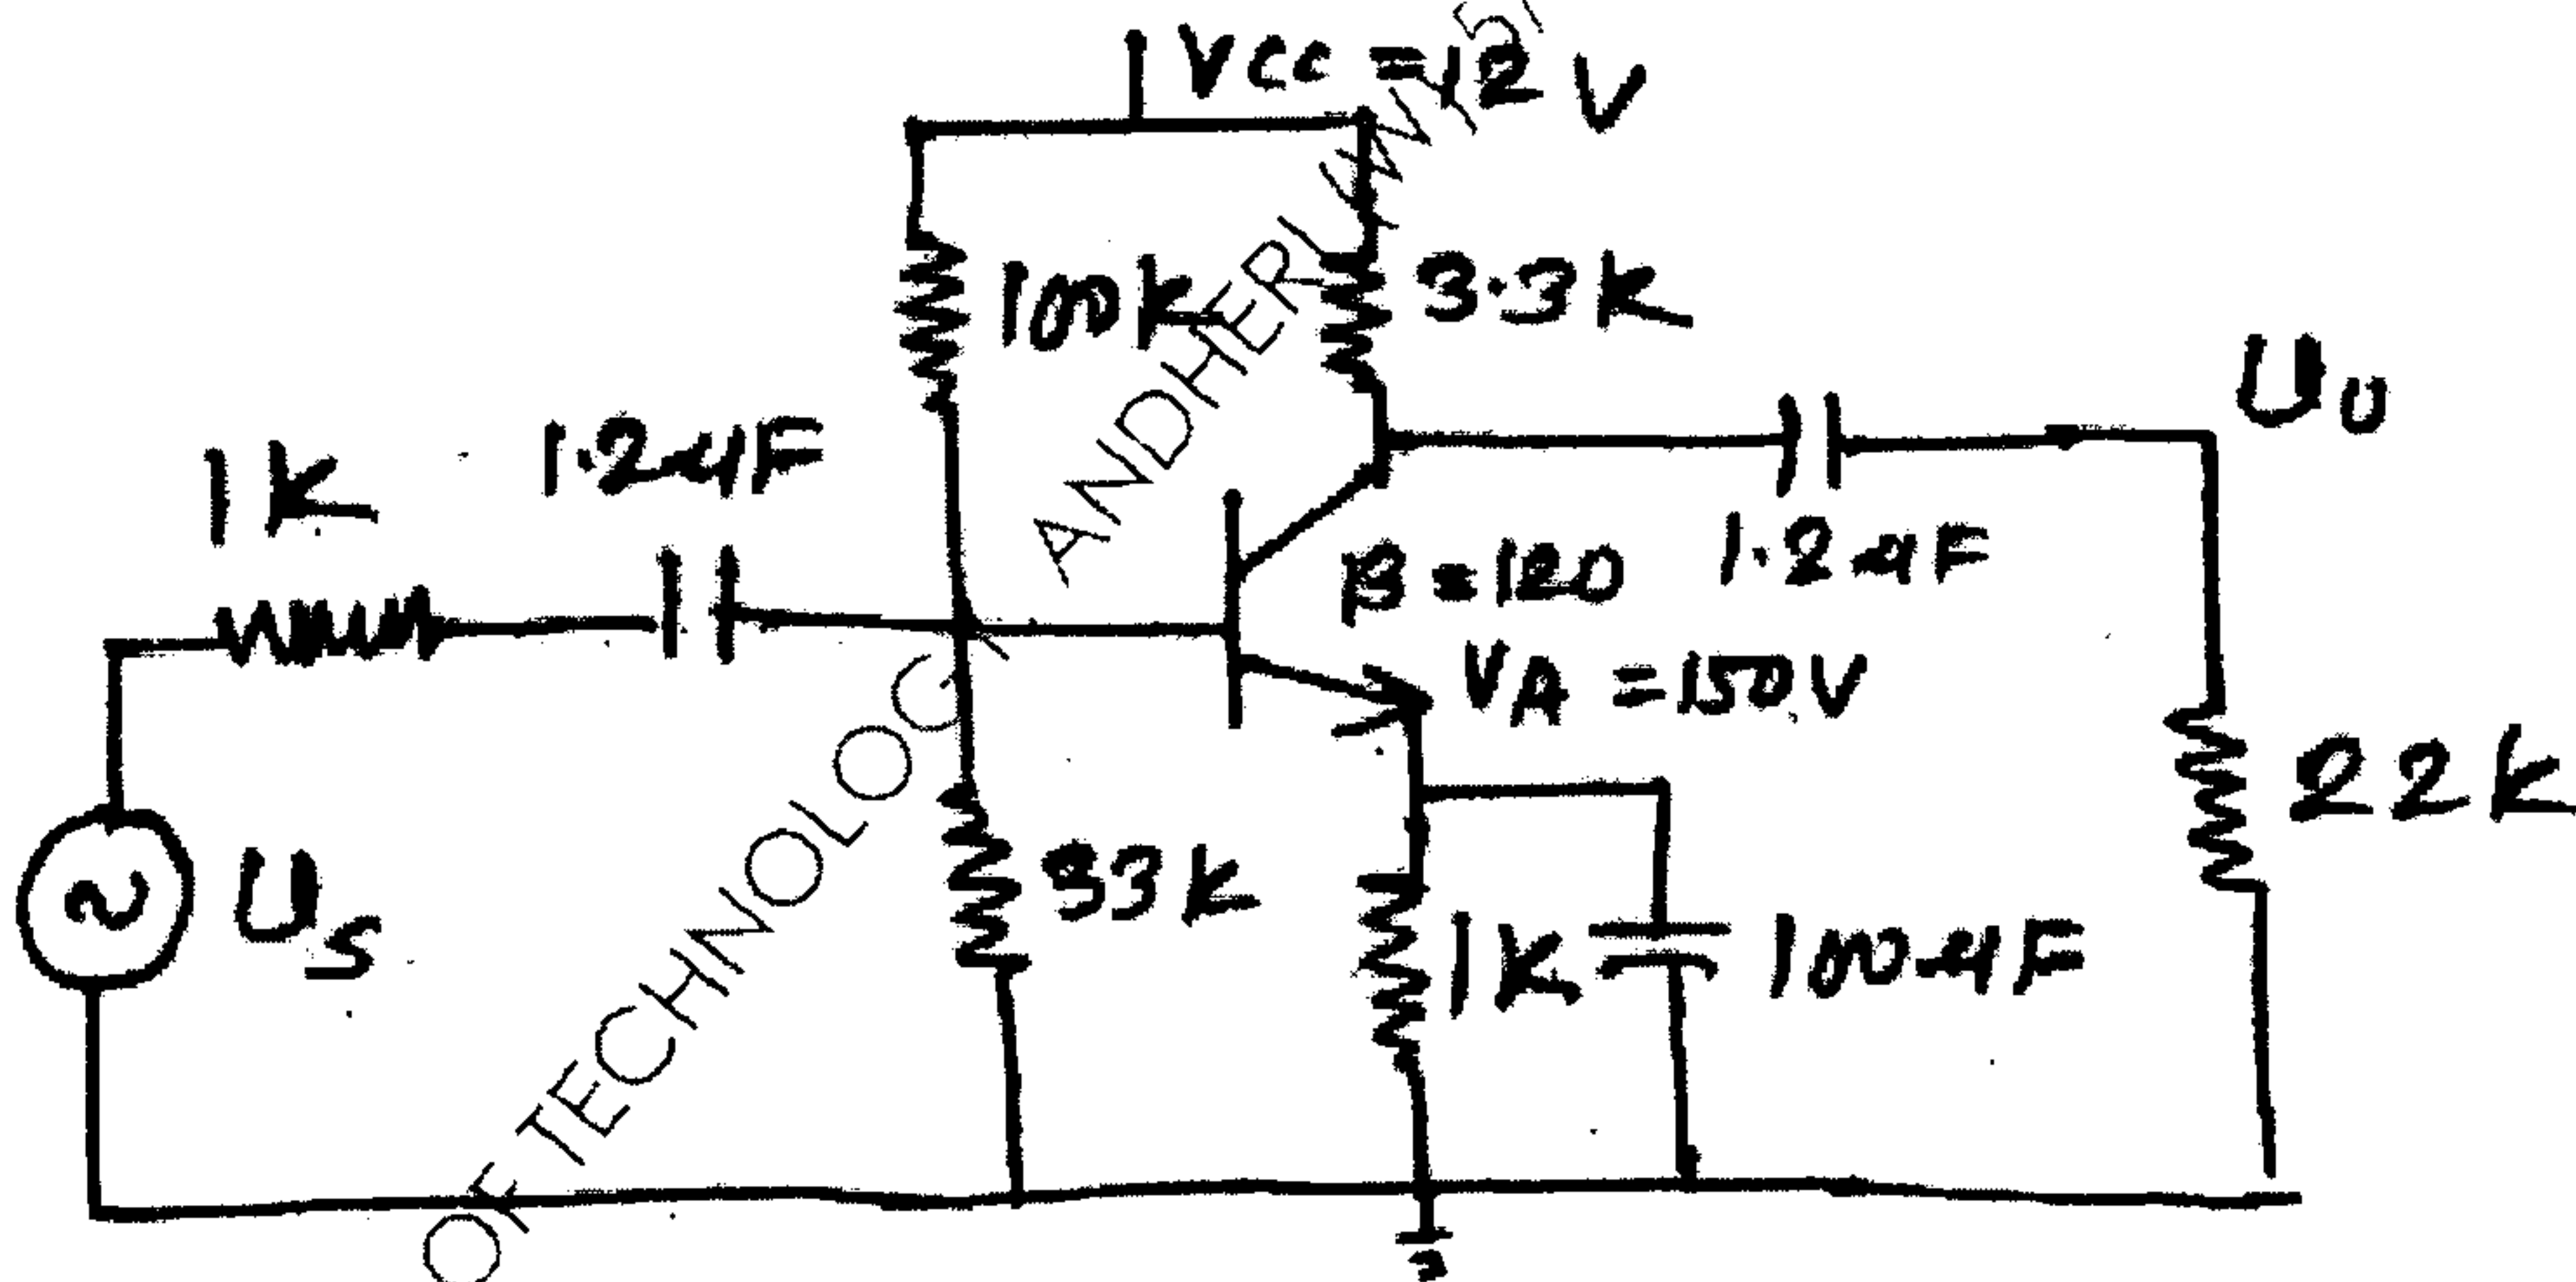 Vcc = 12 V
100k
3.3k
1k
1.2μF
Uo
β = 120
1.2μF
VA = 150V
Us
33k
1k
100μF
22k
OF TECHNOLOGY ANDHERI (W)